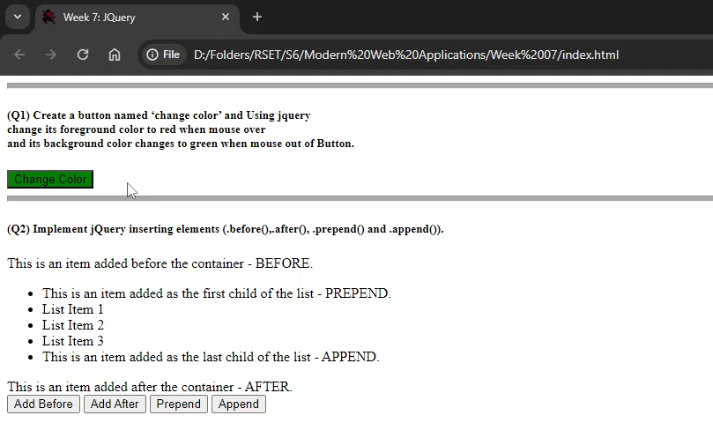 Week 7: JQuery
File
D:/Folders/RSET/S6/Modern%20Web%20Applications/Week%2007/index.html
(Q1) Create a button named ‘change color’ and Using jquery
change its foreground color to red when mouse over
and its background color changes to green when mouse out of Button.
Change Color
(Q2) Implement jQuery inserting elements (.before(),.after(), .prepend() and .append()).
This is an item added before the container - BEFORE.
• This is an item added as the first child of the list - PREPEND.
• List Item 1
• List Item 2
• List Item 3
• This is an item added as the last child of the list - APPEND.
This is an item added after the container - AFTER.
Add Before Add After Prepend Append